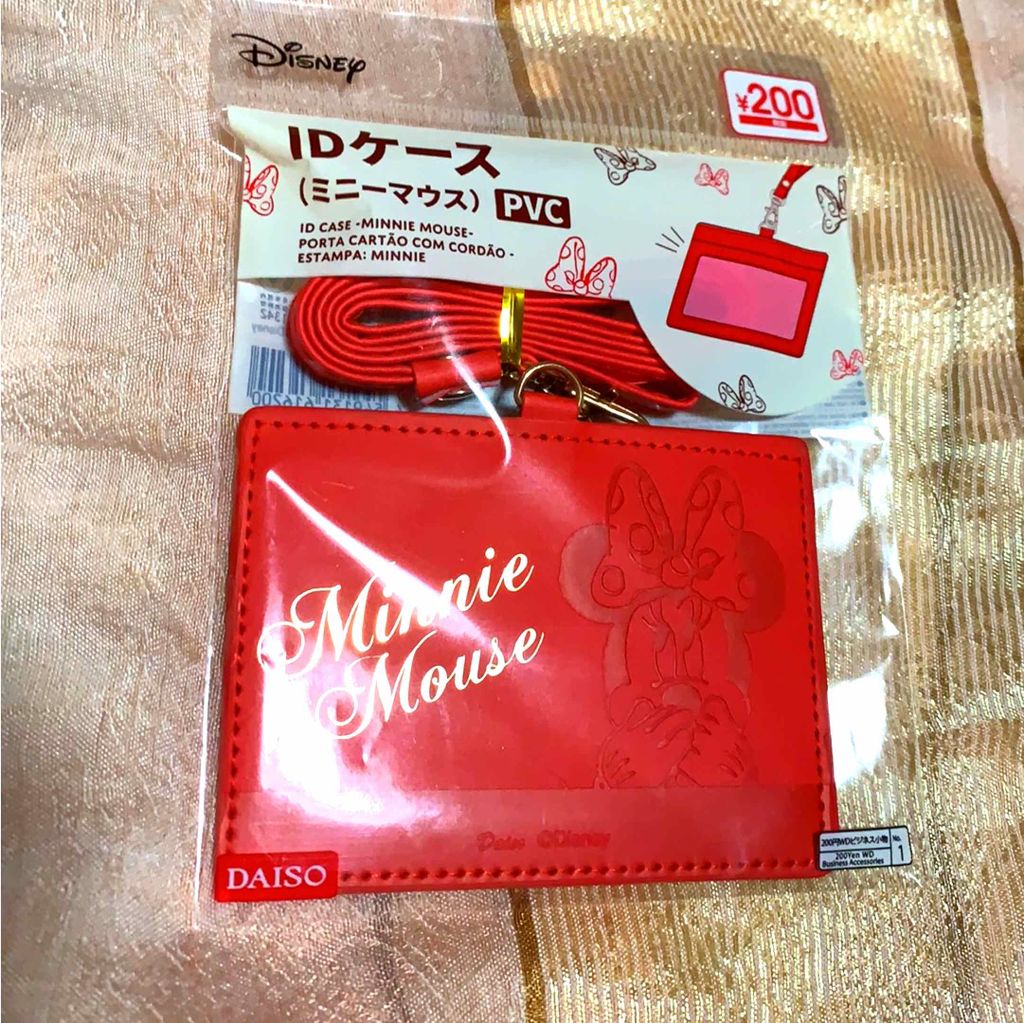 Disney
¥200
IDケース
(ミニーマウス) PVC
ID CASE -MINNIE MOUSE-
PORTA CARTÃO COM CORDÃO -
ESTAMPA: MINNIE
Minnie
Mouse
Daiso ©Disney
DAISO
200円WDビジネス小物 No.
200Yen WD
Business Accessories 1